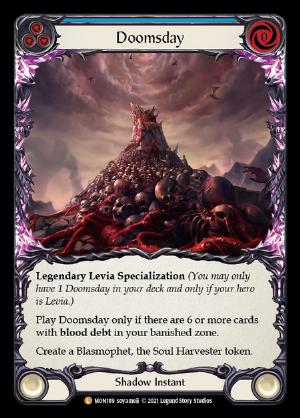 Doomsday
0
Legendary Levia Specialization (You may only
have 1 Doomsday in your deck and only if your hero
is Levia.)
Play Doomsday only if there are 6 or more cards
with blood debt in your banished zone.
Create a Blasmophet, the Soul Harvester token.
Shadow Instant
L MON189 - soyameii © 2021 Legend Story Studios